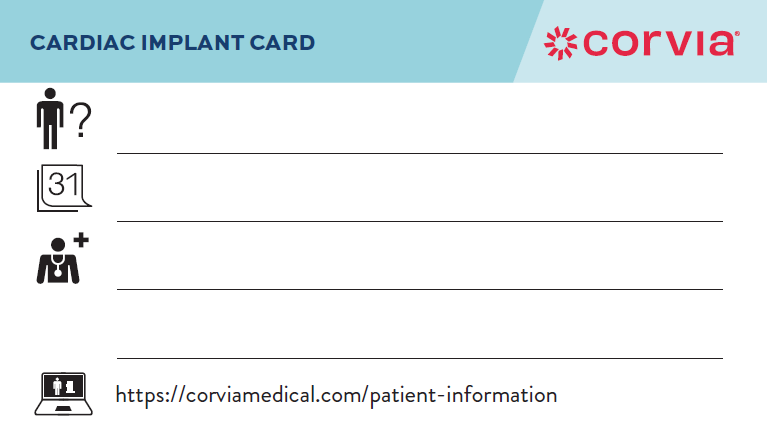 CARDIAC IMPLANT CARD
corvia®
?
31
https://corviamedical.com/patient-information